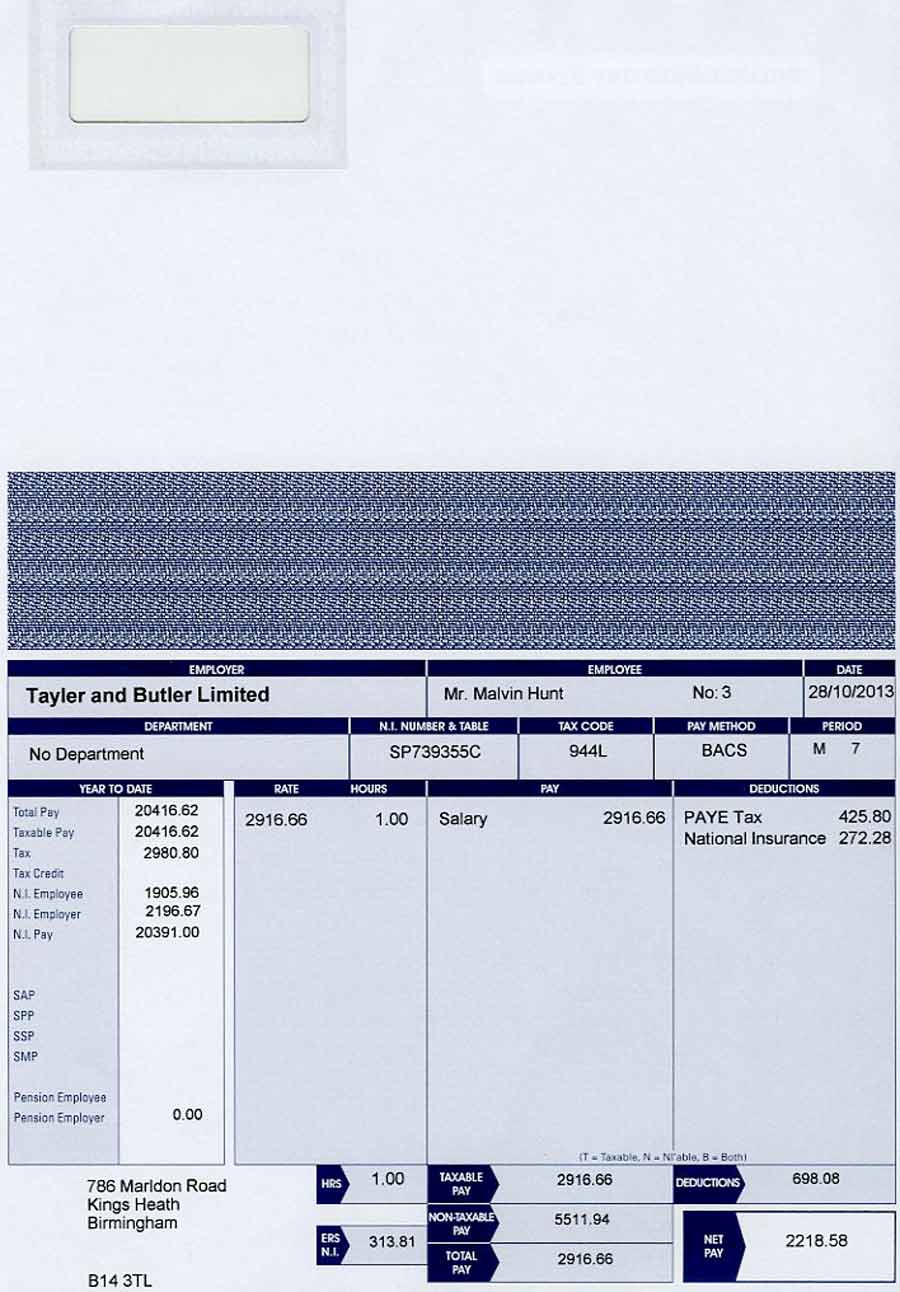 EMPLOYER EMPLOYEE DATE
Tayler and Butler Limited Mr. Malvin Hunt No: 3 28/10/2013
DEPARTMENT N.I. NUMBER & TABLE TAX CODE PAY METHOD PERIOD
No Department SP739355C 944L BACS M 7
YEAR TO DATE RATE HOURS PAY DEDUCTIONS
Total Pay 20416.62 2916.66 1.00 Salary 2916.66 PAYE Tax 425.80
Taxable Pay 20416.62 National Insurance 272.28
Tax 2980.80
Tax Credit
N.I. Employee 1905.96
N.I. Employer 2196.67
N.I. Pay 20391.00
SAP
SPP
SSP
SMP
Pension Employee
Pension Employer 0.00
(T = Taxable, N = NI'able, B = Both)
786 Marldon Road
Kings Heath
Birmingham
B14 3TL
HRS 1.00 TAXABLE PAY 2916.66 DEDUCTIONS 698.08
NON-TAXABLE PAY 5511.94
ERS N.I. 313.81 NET PAY 2218.58
TOTAL PAY 2916.66